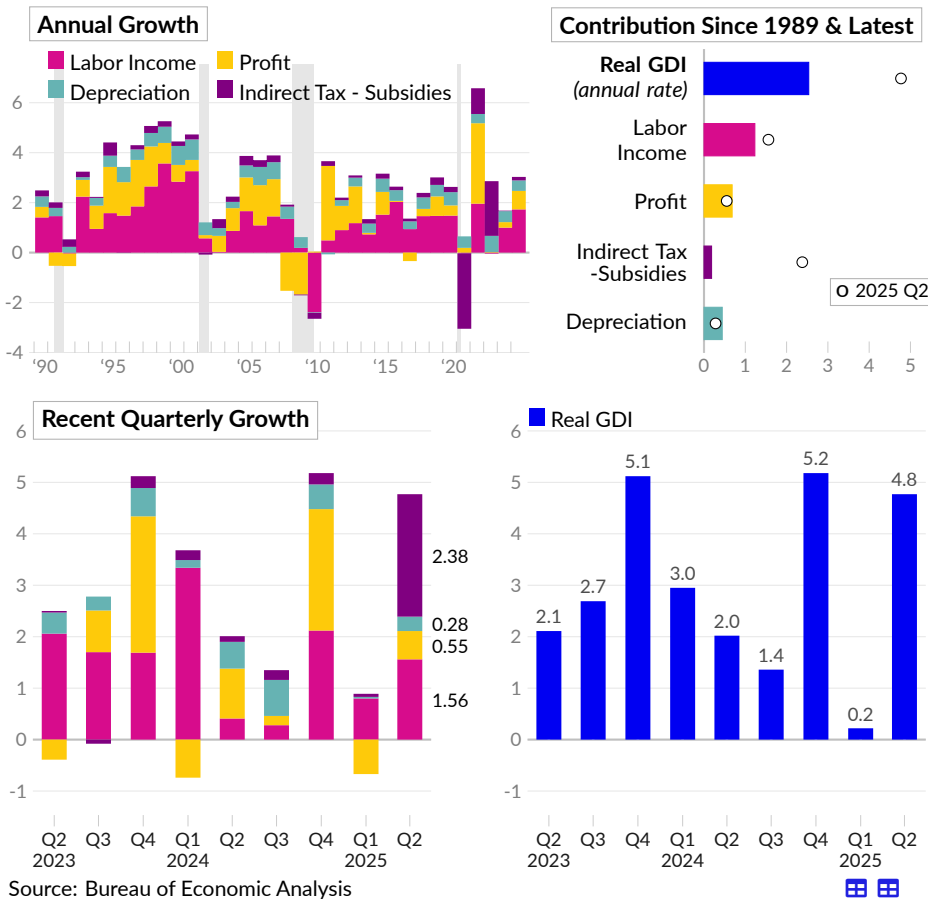 Annual Growth
Labor Income
Profit
Depreciation
Indirect Tax - Subsidies
6
4
2
0
-2
-4
'90
'95
'00
'05
'10
'20
Contribution Since 1989 & Latest
Real GDI
(annual rate)
Labor
Income
Profit
Indirect Tax
-Subsidies
Depreciation
2025 Q2
0 1 2 3 4 5
Recent Quarterly Growth
6
5
4
3
2
1
0
-1
2.38
0.28
0.55
1.56
Q2 Q3 Q4 Q1 Q2 Q3 Q4 Q1 Q2
2023 2024 2025
Real GDI
6
5
4
3
2
1
0
-1
2.1
2.7
5.1
3.0
2.0
1.4
5.2
0.2
4.8
Q2 Q3 Q4 Q1 Q2 Q3 Q4 Q1 Q2
2023 2024 2025
Source: Bureau of Economic Analysis